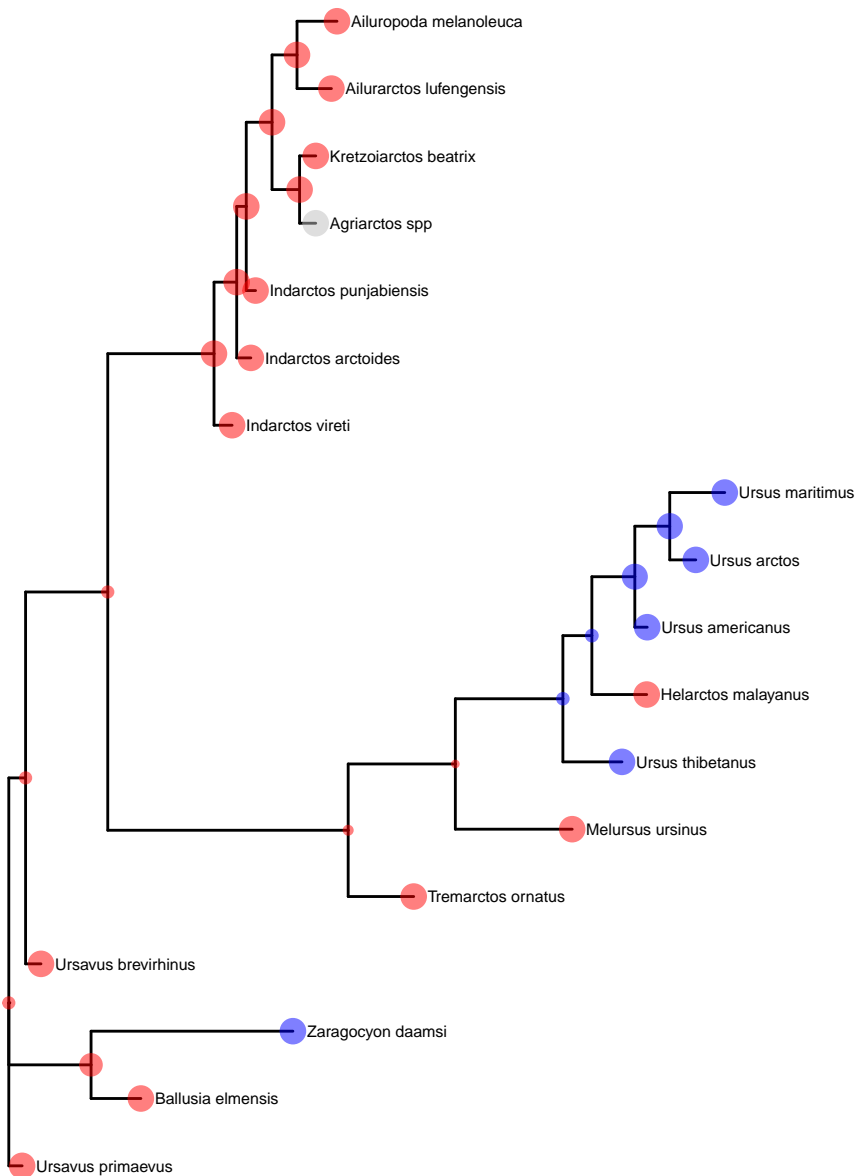 Ailuropoda melanoleuca
Ailurarctos lufengensis
Kretzoiarctos beatrix
Agriarctos spp
Indarctos punjabiensis
Indarctos arctoides
Indarctos vireti
Ursus maritimus
Ursus arctos
Ursus americanus
Helarctos malayanus
Ursus thibetanus
Melursus ursinus
Tremarctos ornatus
Ursavus brevirhinus
Zaragocyon daamsi
Ballusia elmensis
Ursavus primaevus